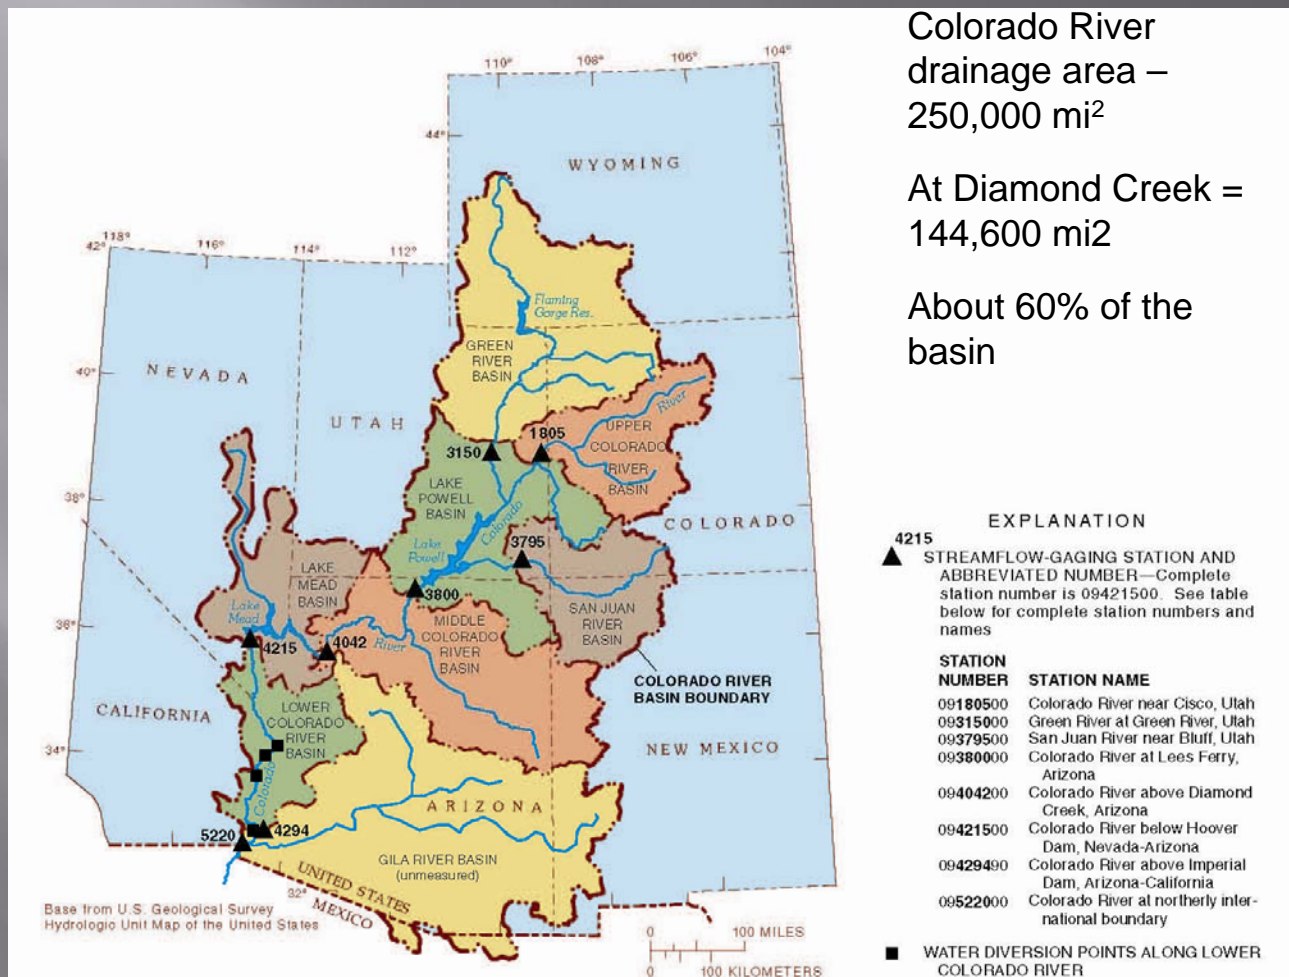 Colorado River
drainage area –
250,000 mi²
At Diamond Creek =
144,600 mi2
About 60% of the
basin
110°
108°
106°
104°
44°
WYOMING
42°
118°
116°
114°
112°
Flaming
Gorge Res.
GREEN
RIVER
BASIN
40°
NEVADA
UTAH
River
1805
UPPER
COLORADO
RIVER
BASIN
3150
LAKE
POWELL
BASIN
38°
COLORADO
Colorado
Lake
Powell
3795
LAKE
MEAD
BASIN
3800
SAN JUAN
RIVER
BASIN
Lake
Mead
36°
4215
4042
River
MIDDLE
COLORADO
RIVER
BASIN
COLORADO RIVER
BASIN BOUNDARY
CALIFORNIA
LOWER
COLORADO
RIVER
BASIN
NEW MEXICO
34°
Colorado
ARIZONA
5220
4294
GILA RIVER BASIN
(unmeasured)
UNITED STATES
MEXICO
32°
Base from U.S. Geological Survey
Hydrologic Unit Map of the United States
0 100 MILES
0 100 KILOMETERS
EXPLANATION
4215
STREAMFLOW-GAGING STATION AND
ABBREVIATED NUMBER—Complete
station number is 09421500. See table
below for complete station numbers and
names
STATION
NUMBER STATION NAME
09180500 Colorado River near Cisco, Utah
09315000 Green River at Green River, Utah
09379500 San Juan River near Bluff, Utah
09380000 Colorado River at Lees Ferry,
Arizona
09404200 Colorado River above Diamond
Creek, Arizona
09421500 Colorado River below Hoover
Dam, Nevada-Arizona
09429490 Colorado River above Imperial
Dam, Arizona-California
09522000 Colorado River at northerly inter-
national boundary
WATER DIVERSION POINTS ALONG LOWER
COLORADO RIVER